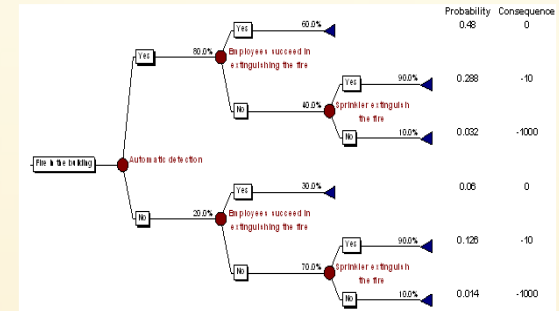 Probability Consequence
Yes 60.0% 0.48 0
Yes 80.0% Employees succeed in
extinguishing the fire
Yes 90.0% 0.288 -10
No 40.0% Sprinkler extinguish
the fire
No 10.0% 0.032 -1000
Fire in the building Automatic detection
Yes 30.0% 0.06 0
No 20.0% Employees succeed in
extinguishing the fire
Yes 90.0% 0.126 -10
No 70.0% Sprinkler extinguish
the fire
No 10.0% 0.014 -1000